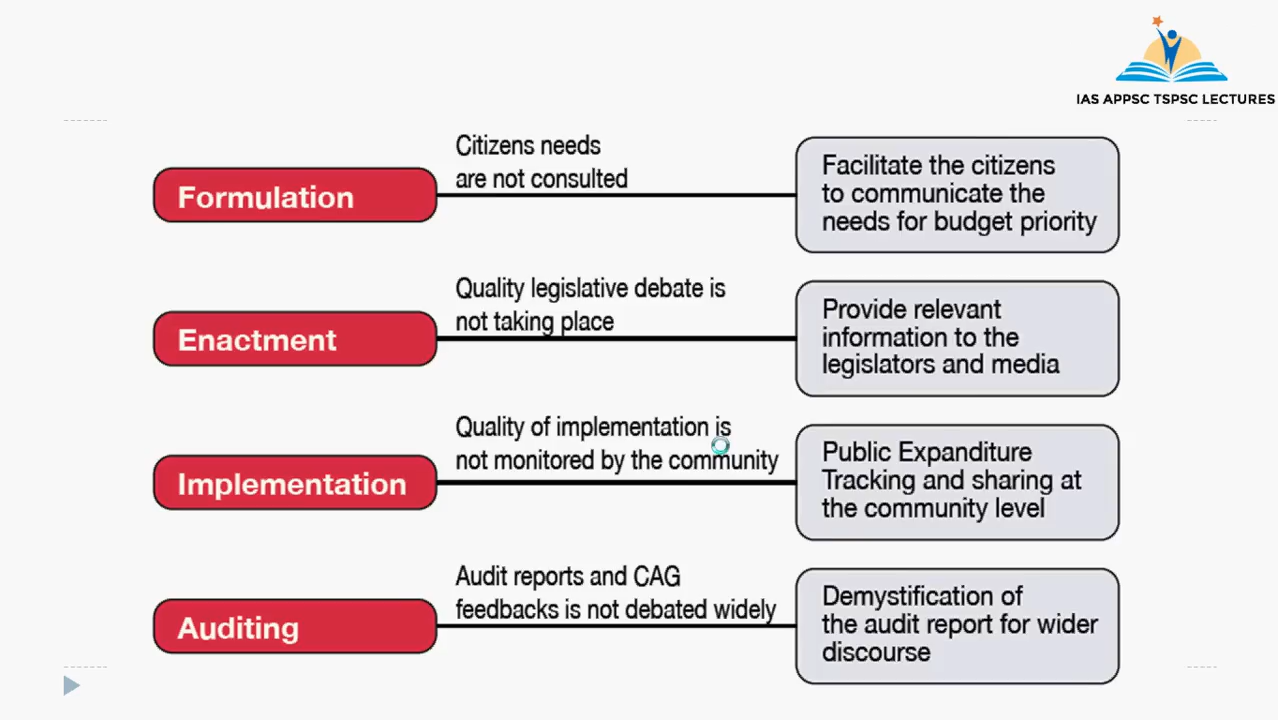 IAS APPSC TSPSC LECTURES
Formulation
Citizens needs
are not consulted
Facilitate the citizens
to communicate the
needs for budget priority
Enactment
Quality legislative debate is
not taking place
Provide relevant
information to the
legislators and media
Implementation
Quality of implementation is
not monitored by the community
Public Expanditure
Tracking and sharing at
the community level
Auditing
Audit reports and CAG
feedbacks is not debated widely
Demystification of
the audit report for wider
discourse